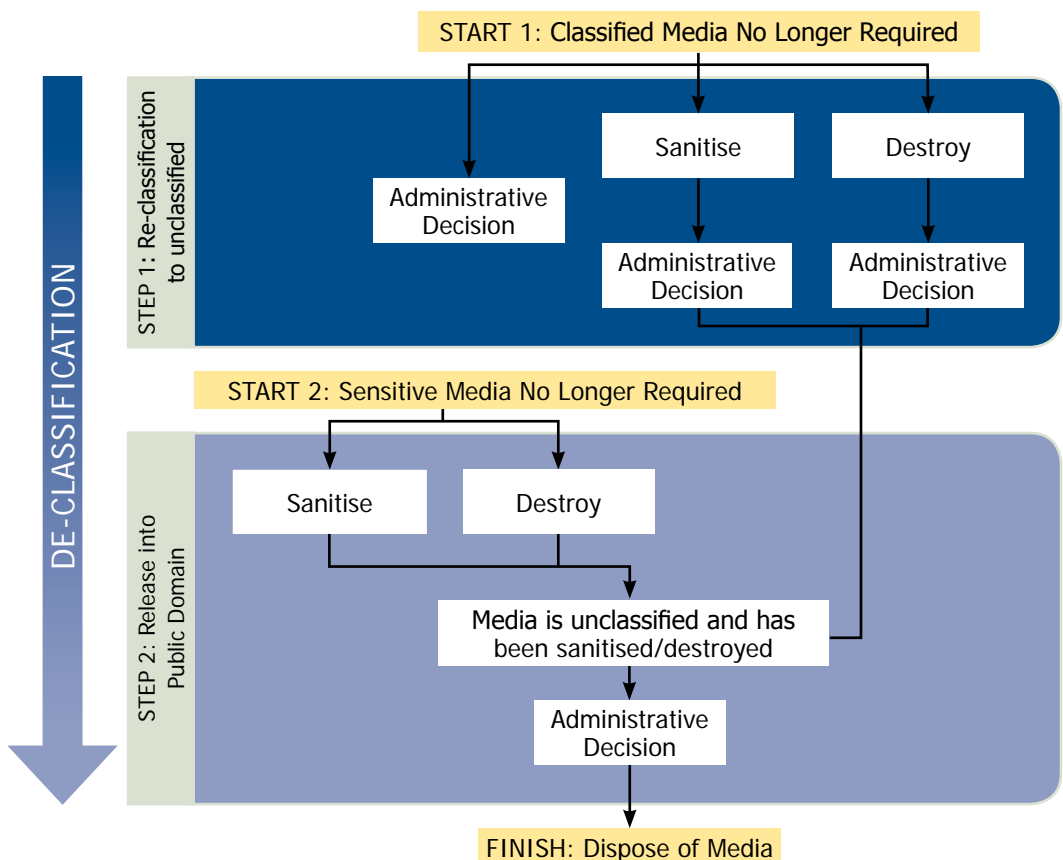 START 1: Classified Media No Longer Required
DE-CLASSIFICATION
STEP 1: Re-classification
to unclassified
Sanitise
Destroy
Administrative
Decision
Administrative
Decision
Administrative
Decision
START 2: Sensitive Media No Longer Required
STEP 2: Release into
Public Domain
Sanitise
Destroy
Media is unclassified and has
been sanitised/destroyed
Administrative
Decision
FINISH: Dispose of Media